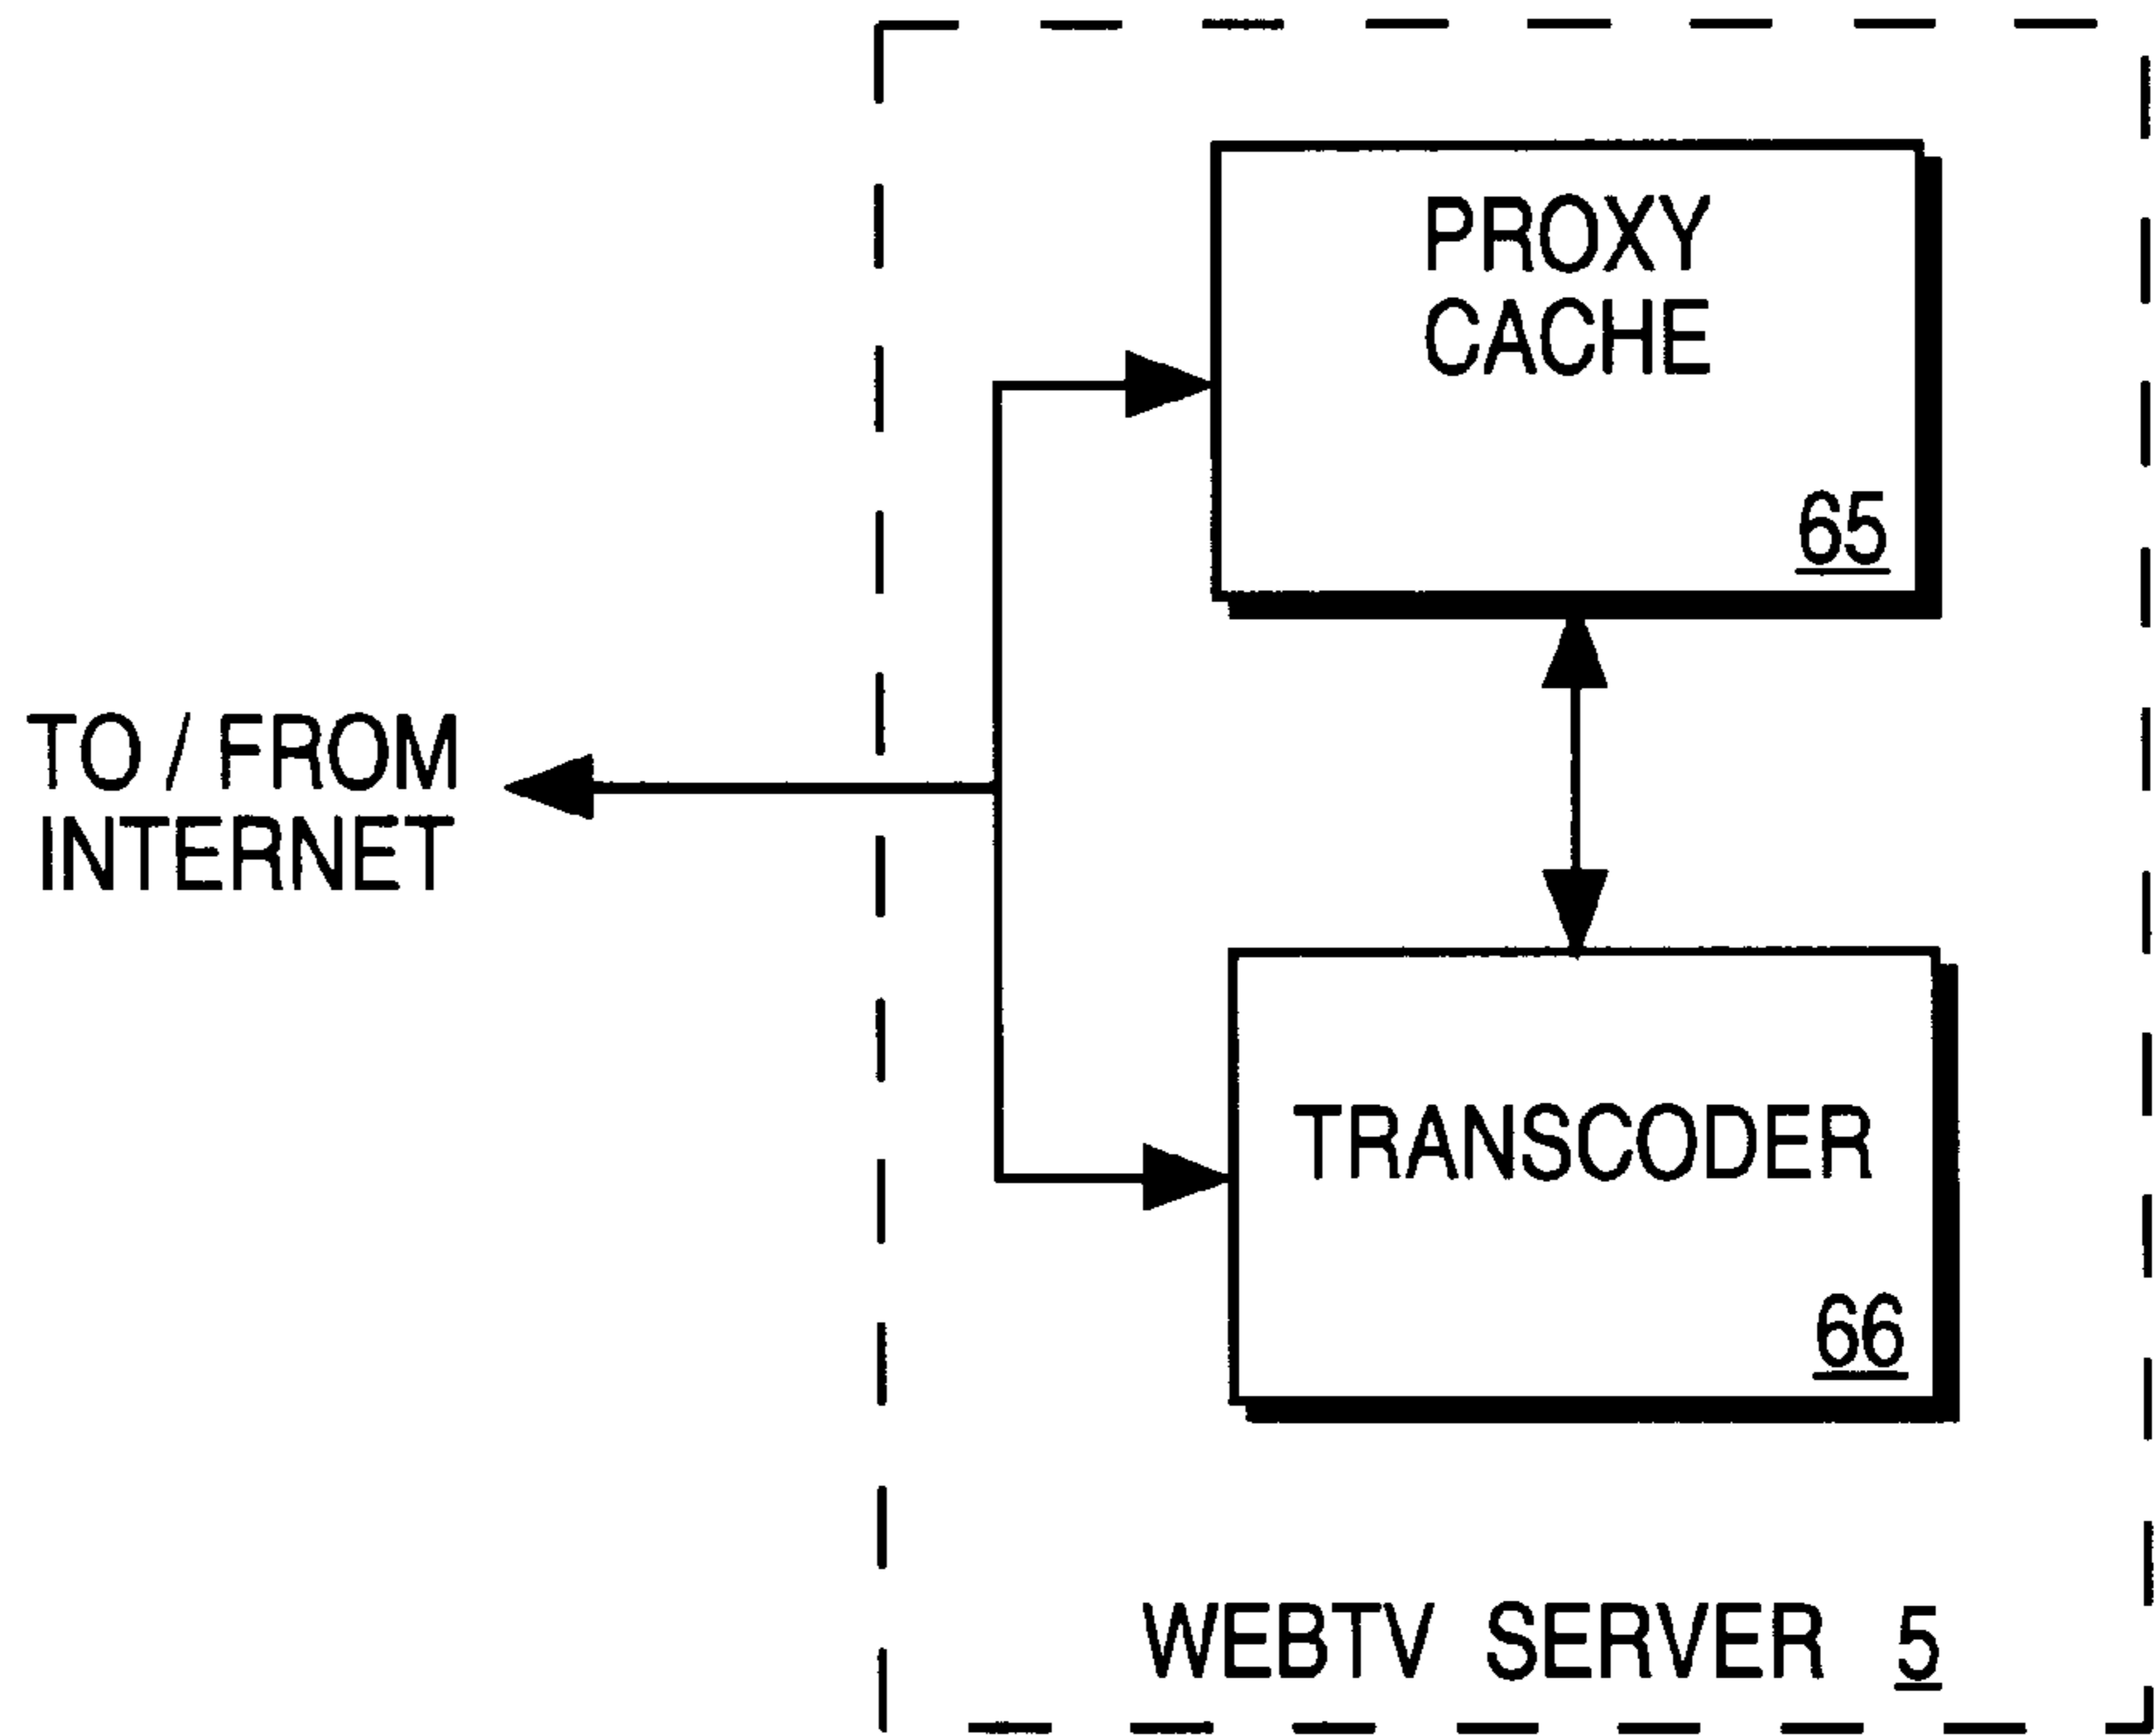 PROXY
CACHE
65
TO / FROM
INTERNET
TRANSCODER
66
WEBTV SERVER 5